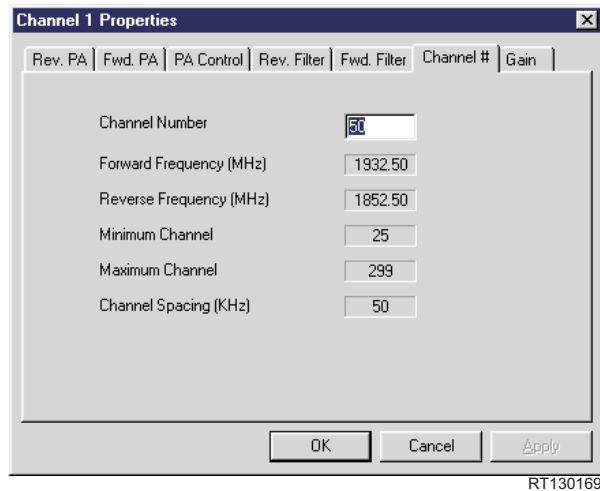 Channel 1 Properties
Rev. PA Fwd. PA PA Control Rev. Filter Fwd. Filter Channel # Gain
Channel Number 50
Forward Frequency (MHz) 1932.50
Reverse Frequency (MHz) 1852.50
Minimum Channel 25
Maximum Channel 299
Channel Spacing (KHz) 50
OK Cancel Apply
RT130169